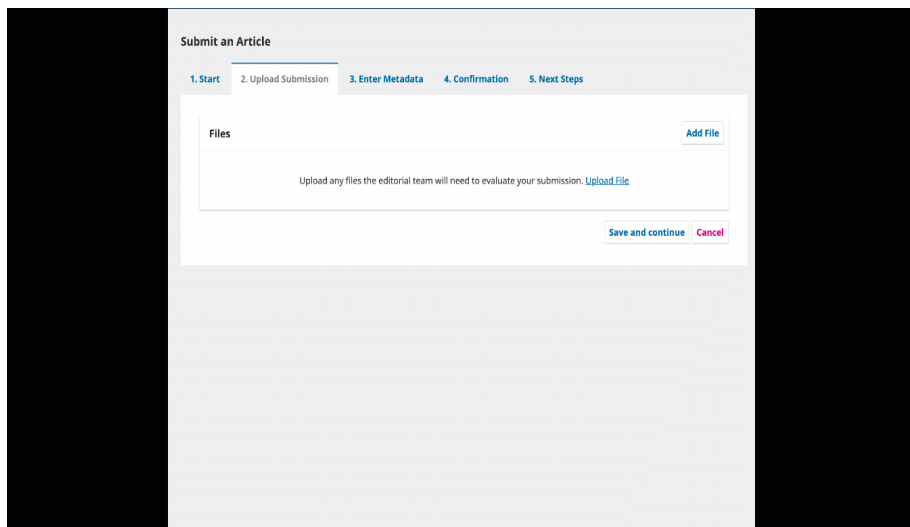 Submit an Article
1. Start 2. Upload Submission 3. Enter Metadata 4. Confirmation 5. Next Steps
Files Add File
Upload any files the editorial team will need to evaluate your submission. Upload File
Save and continue Cancel